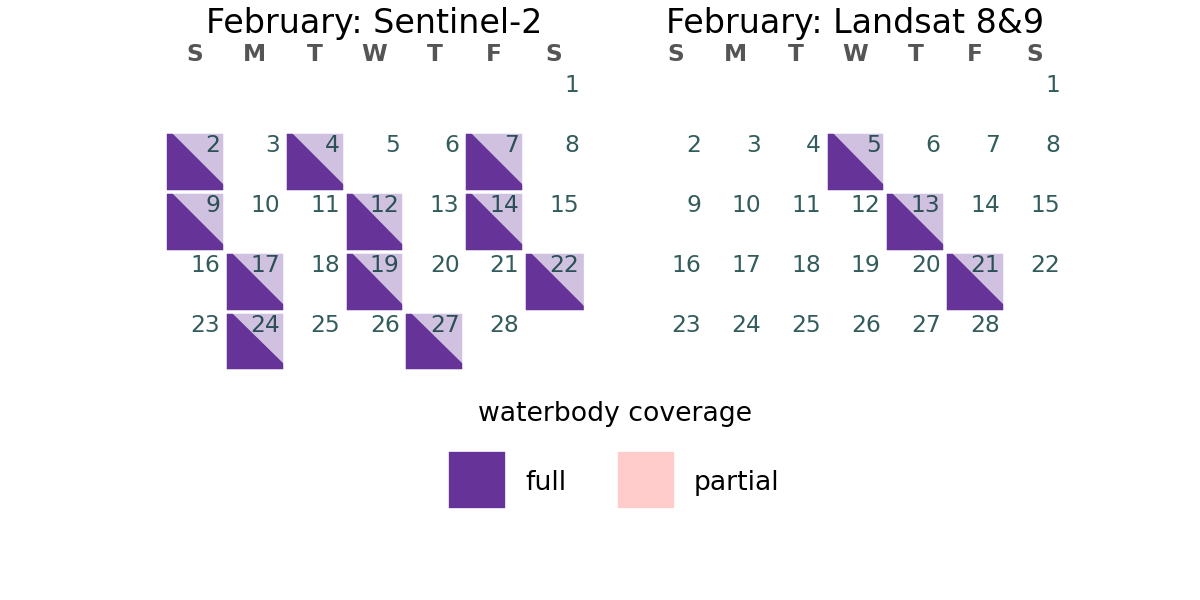 February: Sentinel-2
S M T W T F S
1
2 3 4 5 6 7 8
9 10 11 12 13 14 15
16 17 18 19 20 21 22
23 24 25 26 27 28
February: Landsat 8&9
S M T W T F S
1
2 3 4 5 6 7 8
9 10 11 12 13 14 15
16 17 18 19 20 21 22
23 24 25 26 27 28
waterbody coverage
full partial